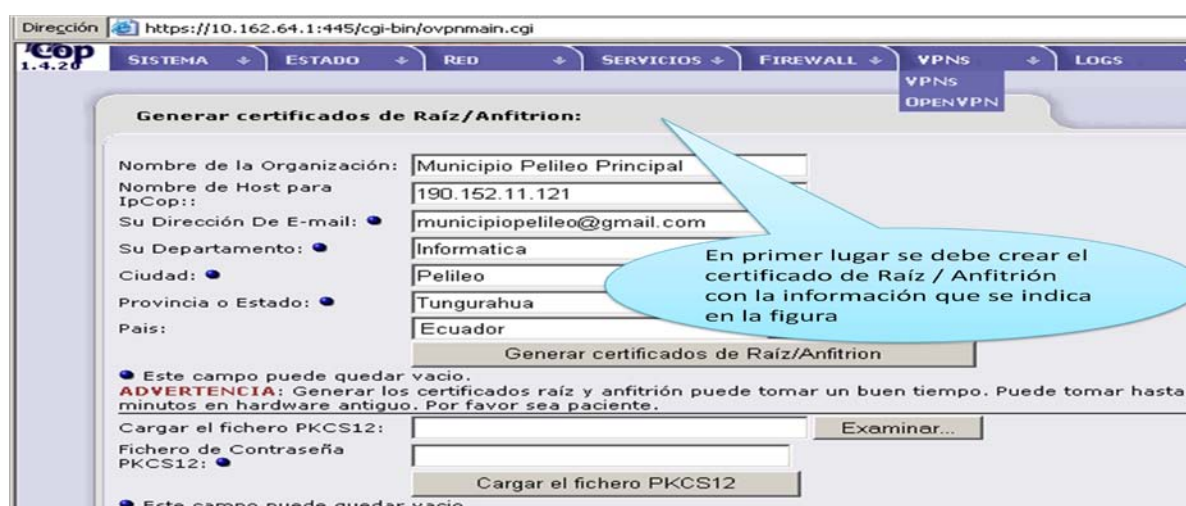 Dirección https://10.162.64.1:445/cgi-bin/ovpnmain.cgi
Cop
1.4.20
SISTEMA ESTADO RED SERVICIOS FIREWALL VPNS LOGS
VPNS
OPENVPN
Generar certificados de Raíz/Anfitrion:
Nombre de la Organización: Municipio Pelileo Principal
Nombre de Host para
IpCop:: 190.152.11.121
Su Dirección De E-mail: municipiopelileo@gmail.com
Su Departamento: Informatica
Ciudad: Pelileo
Provincia o Estado: Tungurahua
Pais: Ecuador
En primer lugar se debe crear el
certificado de Raíz / Anfitrión
con la información que se indica
en la figura
Generar certificados de Raíz/Anfitrion
Este campo puede quedar vacio.
ADVERTENCIA: Generar los certificados raíz y anfitrión puede tomar un buen tiempo. Puede tomar hasta
minutos en hardware antiguo. Por favor sea paciente.
Cargar el fichero PKCS12: Examinar...
Fichero de Contraseña
PKCS12:
Cargar el fichero PKCS12
Este campo puede quedar vacio.